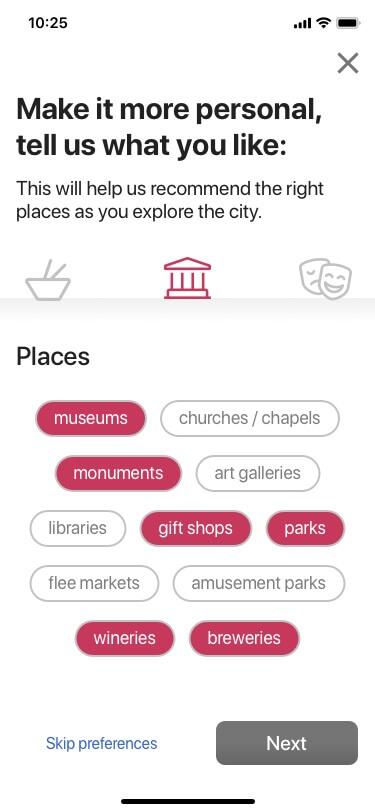 10:25
Make it more personal,
tell us what you like:
This will help us recommend the right
places as you explore the city.
Places
museums churches / chapels
monuments art galleries
libraries gift shops parks
flee markets amusement parks
wineries breweries
Skip preferences Next